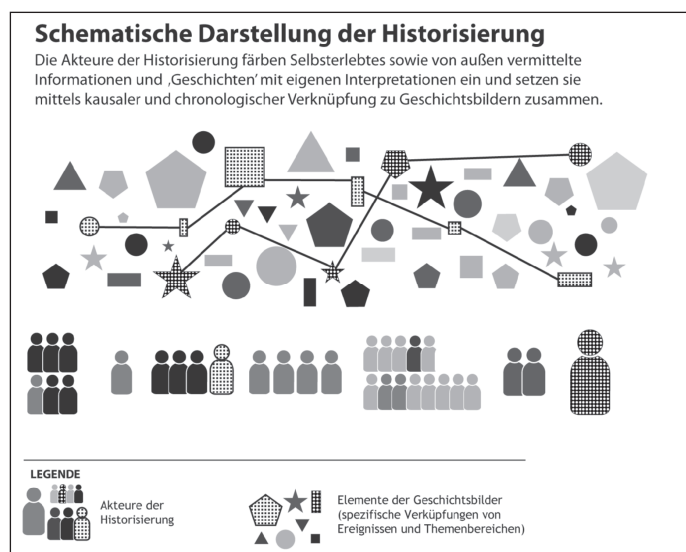 Schematische Darstellung der Historisierung
Die Akteure der Historisierung färben Selbsterlebtes sowie von außen vermittelte
Informationen und ‚Geschichten' mit eigenen Interpretationen ein und setzen sie
mittels kausaler und chronologischer Verknüpfung zu Geschichtsbildern zusammen.
LEGENDE
Akteure der
Historisierung
Elemente der Geschichtsbilder
(spezifische Verküpfungen von
Ereignissen und Themenbereichen)